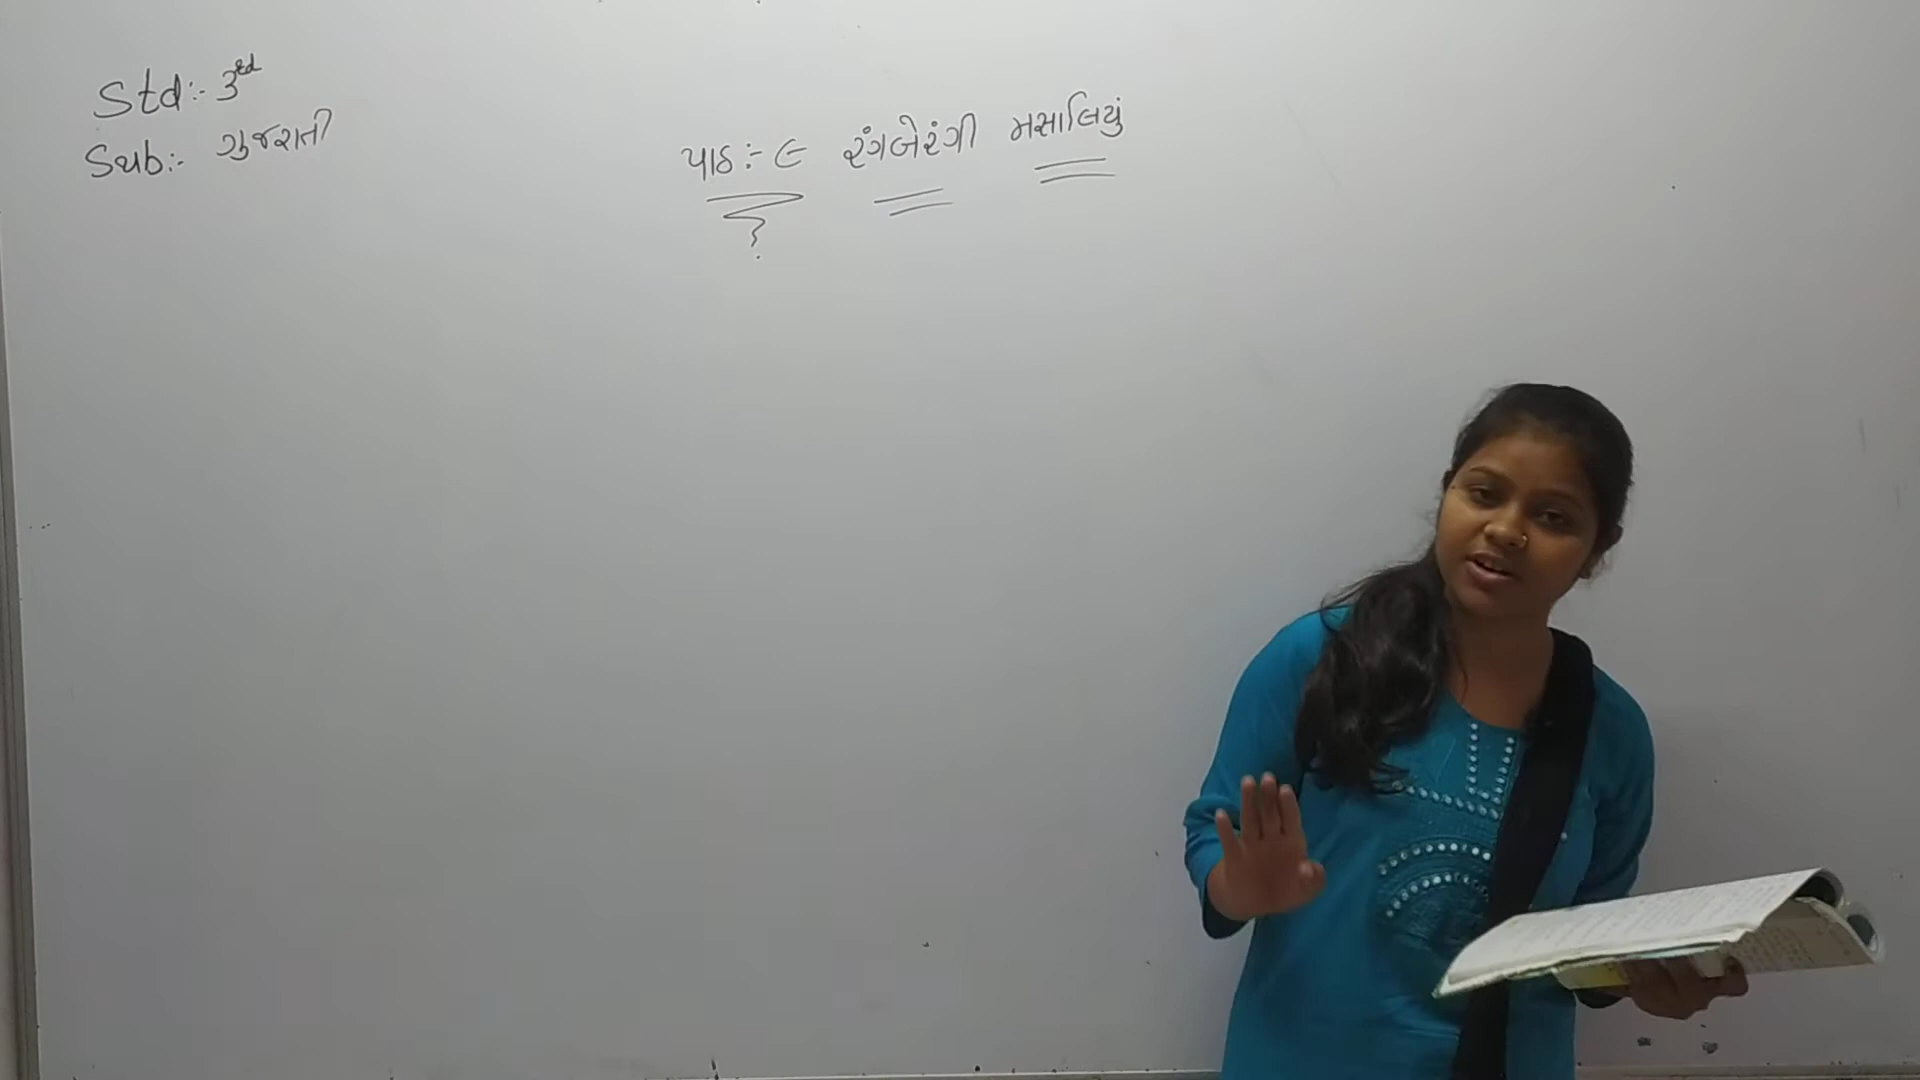 Std:- 3rd
Sub:- ગુજરાતી
પાઠ:- ૯ રંગબેરંગી મસાલિયું